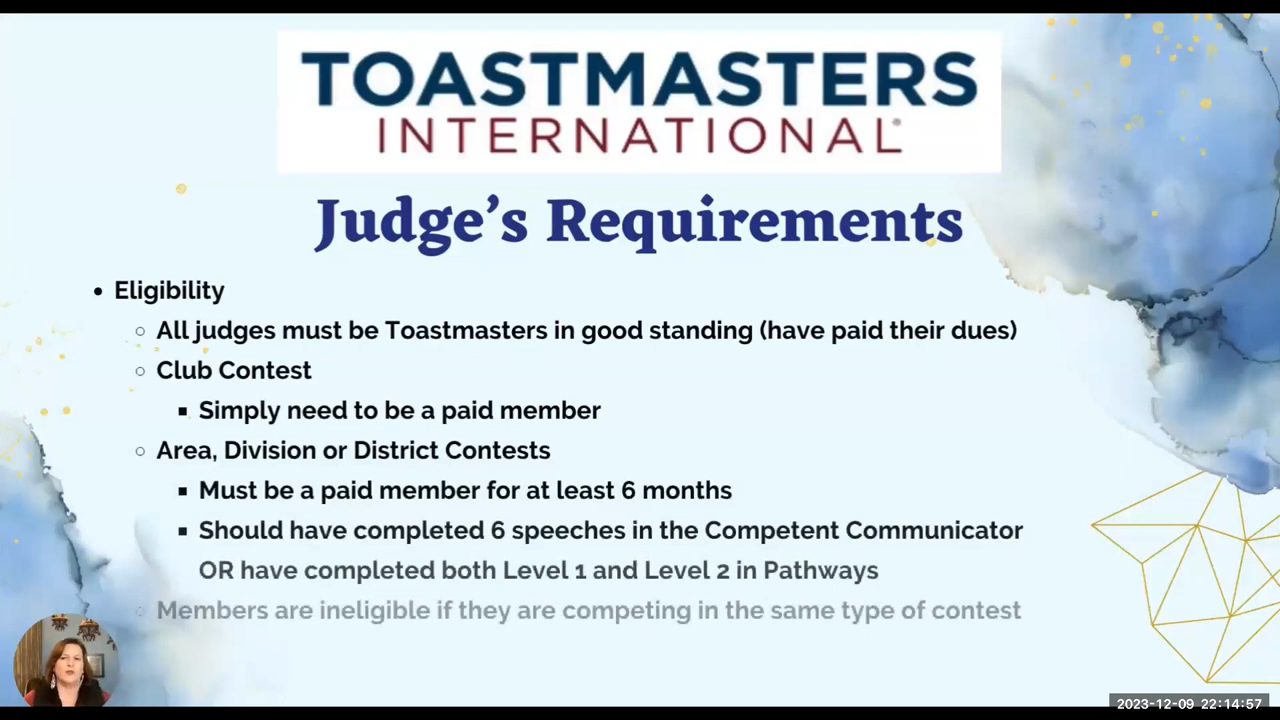 TOASTMASTERS
INTERNATIONAL
Judge's Requirements
• Eligibility
○ All judges must be Toastmasters in good standing (have paid their dues)
○ Club Contest
▪ Simply need to be a paid member
○ Area, Division or District Contests
▪ Must be a paid member for at least 6 months
▪ Should have completed 6 speeches in the Competent Communicator
OR have completed both Level 1 and Level 2 in Pathways
○ Members are ineligible if they are competing in the same type of contest
2023-12-09 22:14:57